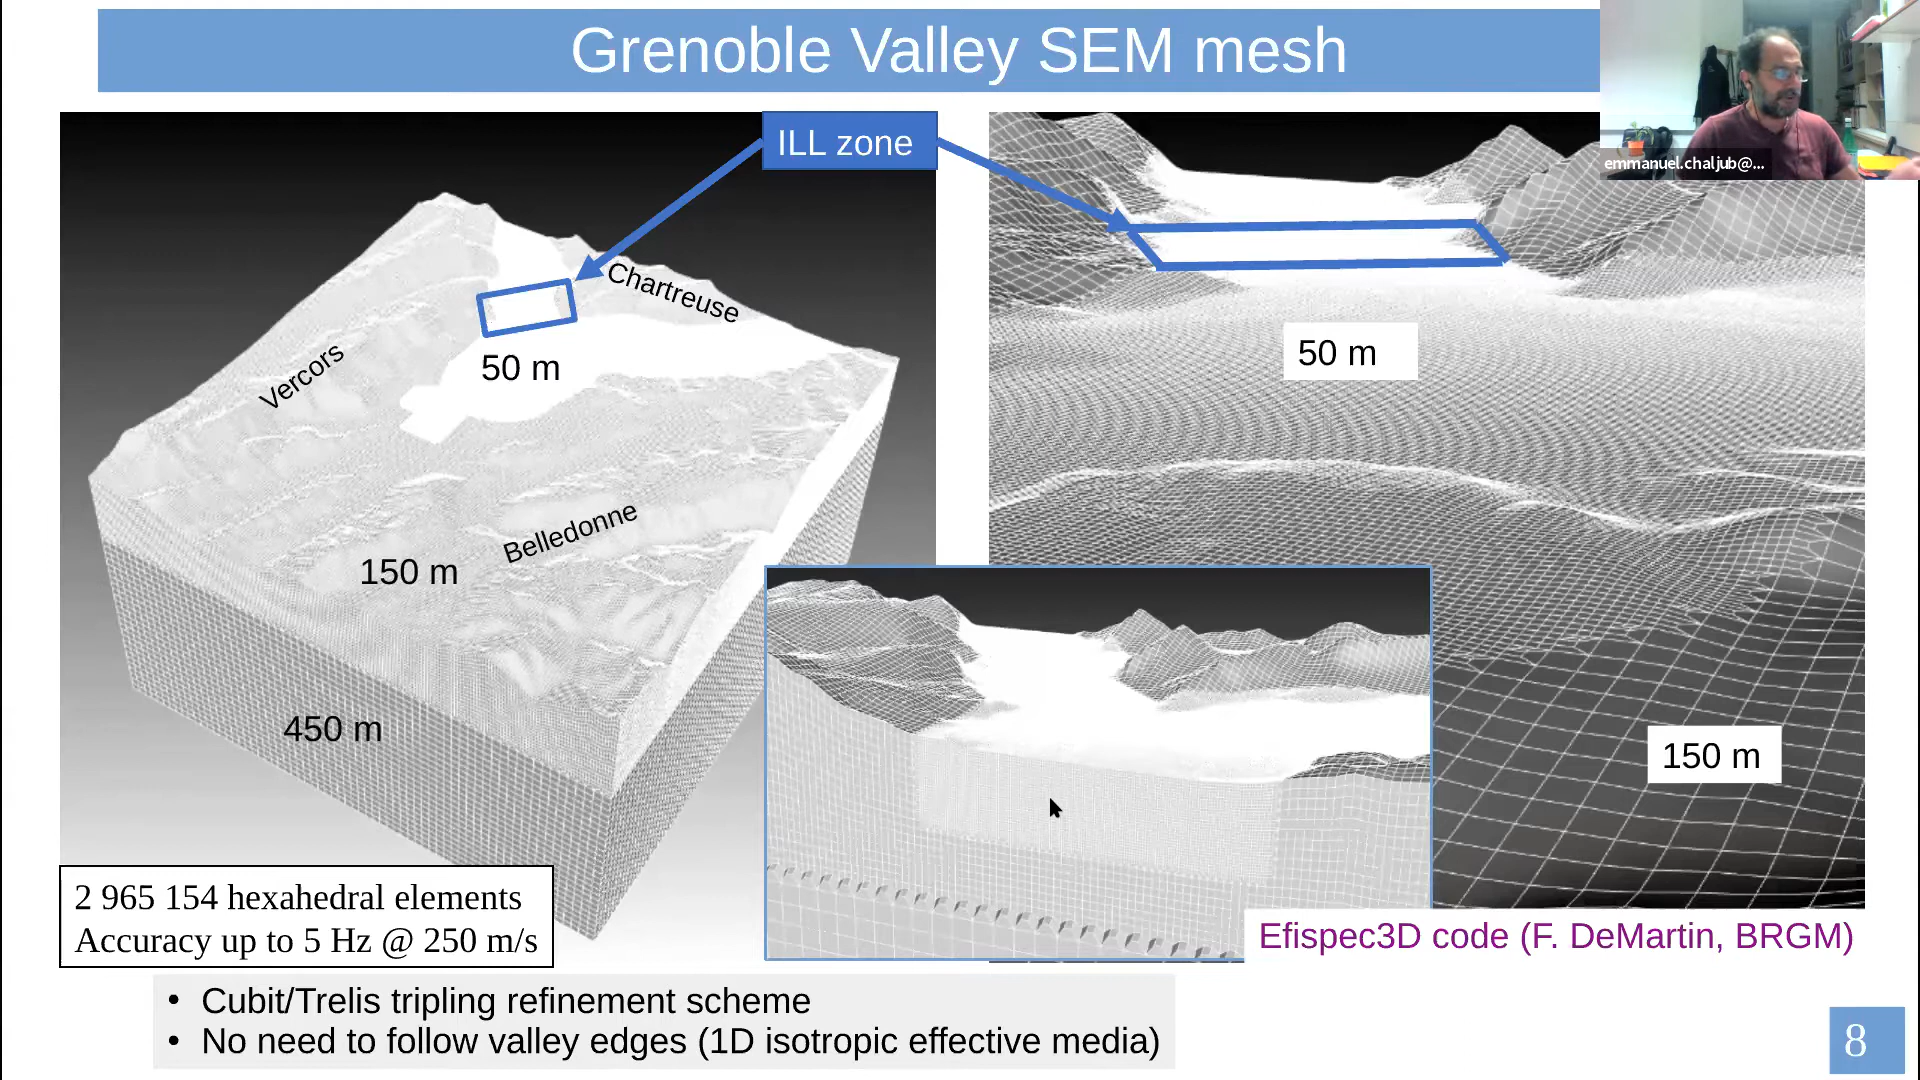 Grenoble Valley SEM mesh
emmanuel.chaljub@...
ILL zone
Chartreuse
Vercors
50 m
50 m
Belledonne
150 m
450 m
150 m
2 965 154 hexahedral elements
Accuracy up to 5 Hz @ 250 m/s
Efispec3D code (F. DeMartin, BRGM)
• Cubit/Trelis tripling refinement scheme
• No need to follow valley edges (1D isotropic effective media)
8